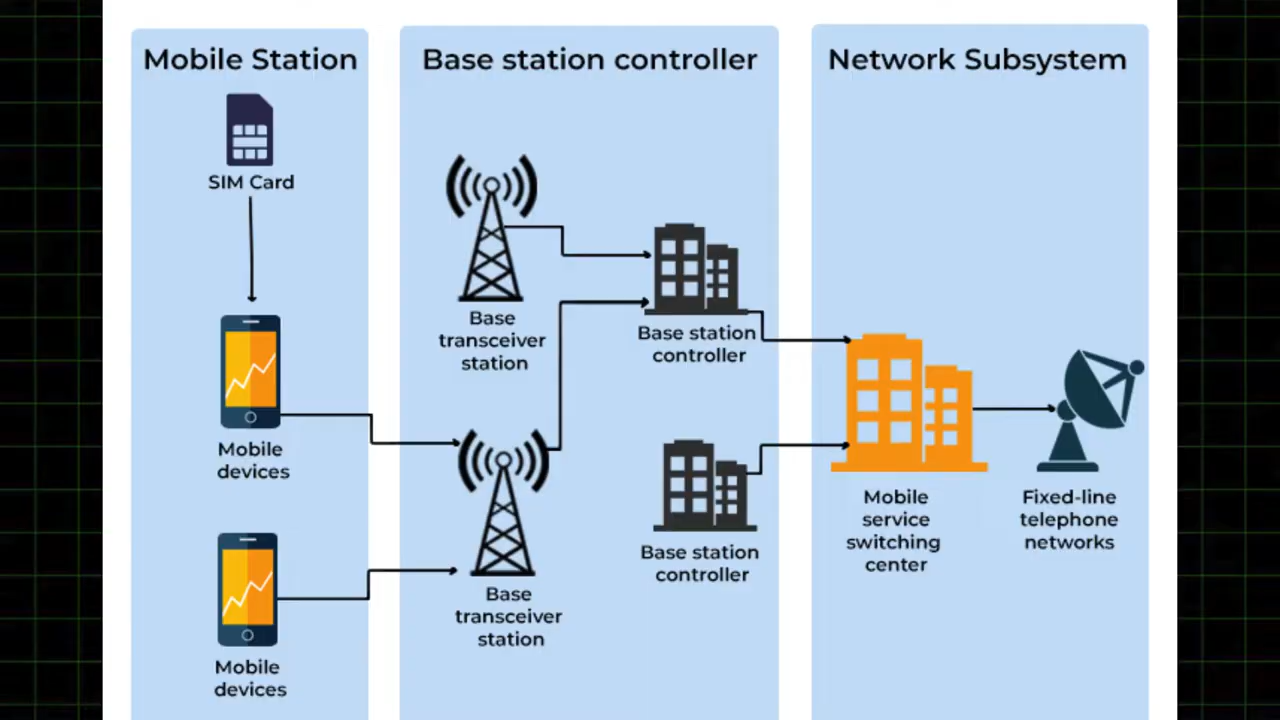 Mobile Station
SIM Card
Mobile
devices
Mobile
devices
Base station controller
Base
transceiver
station
Base
transceiver
station
Base station
controller
Base station
controller
Network Subsystem
Mobile
service
switching
center
Fixed-line
telephone
networks